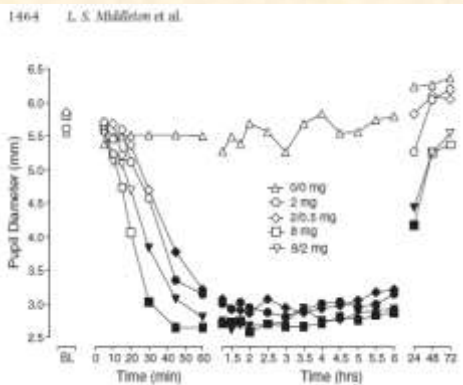 1464 L. S. Middleton et al.
6.5
6.0
5.5
5.0
4.5
4.0
3.5
3.0
2.5
Pupil Diameter (mm)
0/0 mg
2 mg
2/0.5 mg
8 mg
8/2 mg
BL 0 10 20 30 40 50 60 1.5 2 2.5 3 3.5 4 4.5 5 5.5 6 24 48 72
Time (min) Time (hrs)